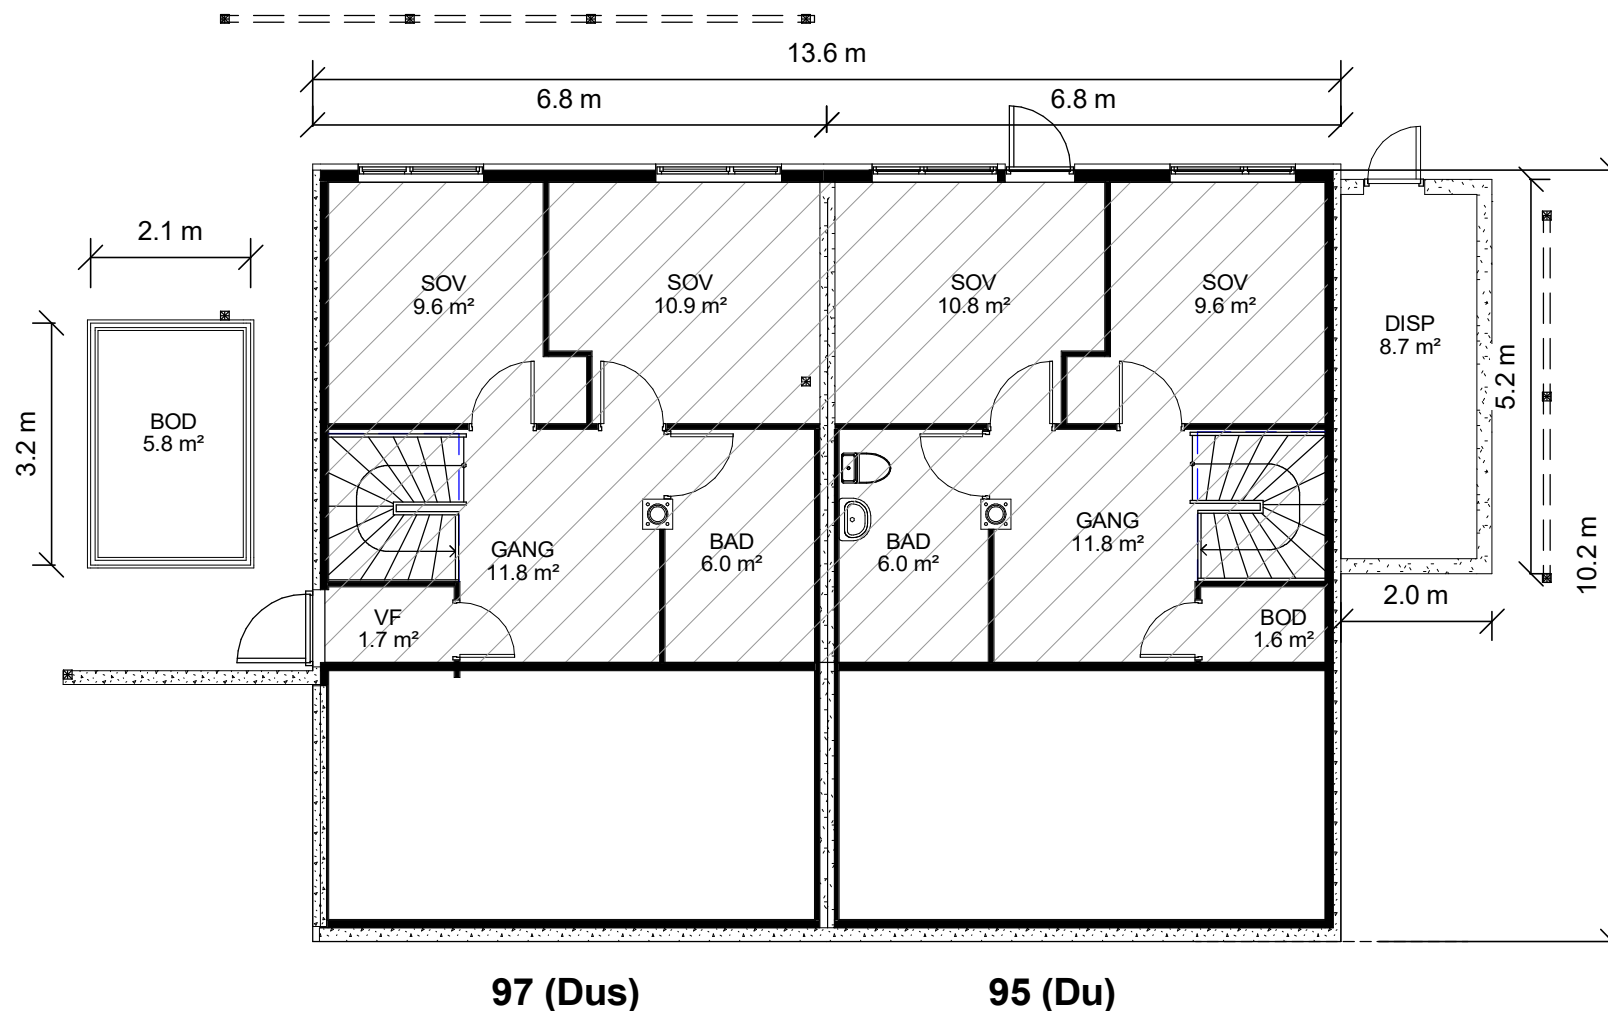 13.6 m
6.8 m
6.8 m
2.1 m
SOV
9.6 m²
SOV
10.9 m²
SOV
10.8 m²
SOV
9.6 m²
DISP
8.7 m²
5.2 m
3.2 m
BOD
5.8 m²
GANG
11.8 m²
BAD
6.0 m²
BAD
6.0 m²
GANG
11.8 m²
10.2 m
VF
1.7 m²
BOD
1.6 m²
2.0 m
97 (Dus)
95 (Du)